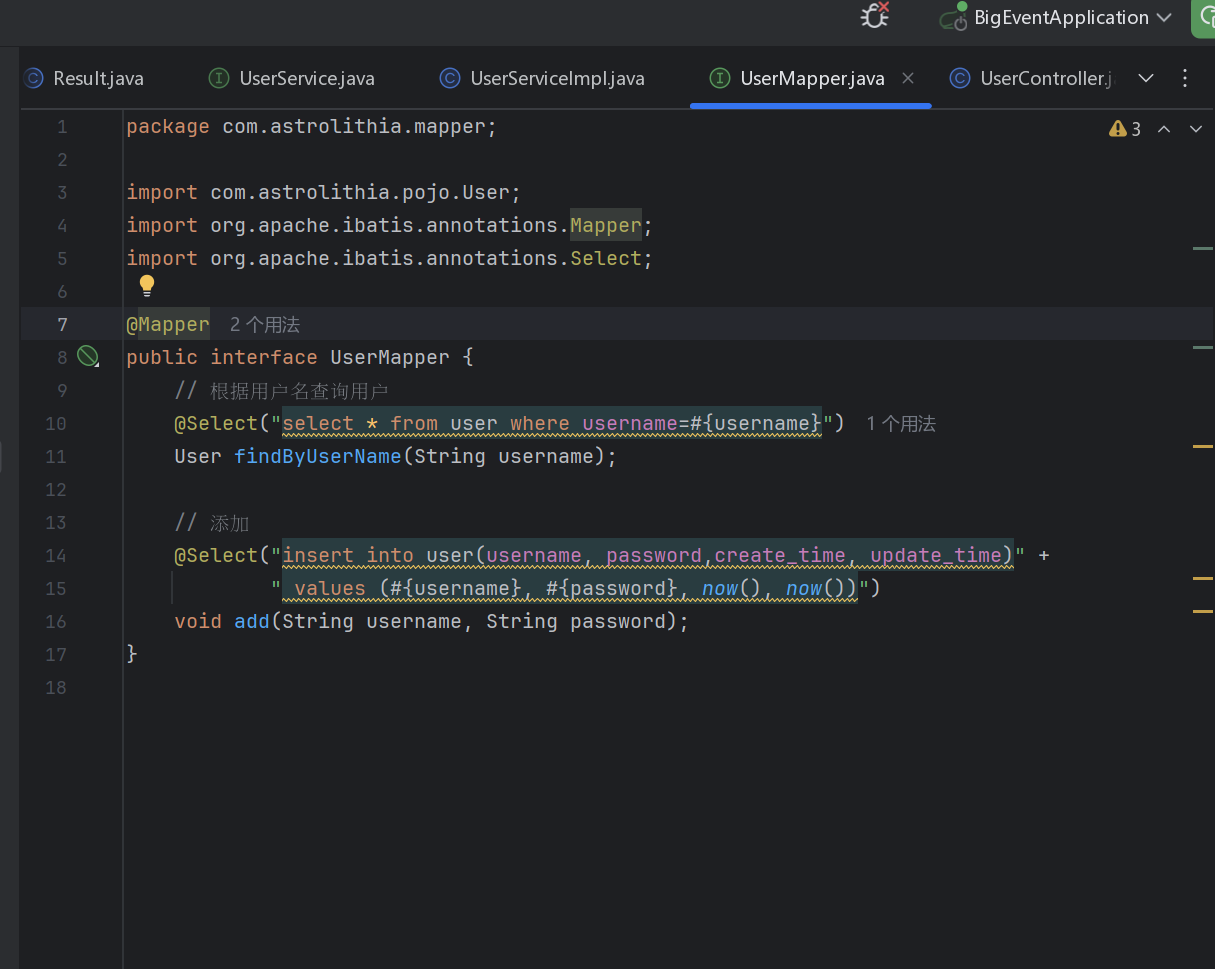 BigEventApplication
Result.java UserService.java UserServiceImpl.java UserMapper.java UserController.j
3
1 package com.astrolithia.mapper;
2
3 import com.astrolithia.pojo.User;
4 import org.apache.ibatis.annotations.Mapper;
5 import org.apache.ibatis.annotations.Select;
6
7 @Mapper 2 个用法
8 public interface UserMapper {
9 // 根据用户名查询用户
10 @Select("select * from user where username=#{username}") 1 个用法
11 User findByUserName(String username);
12
13 // 添加
14 @Select("insert into user(username, password,create_time, update_time)" +
15 " values (#{username}, #{password}, now(), now())")
16 void add(String username, String password);
17 }
18